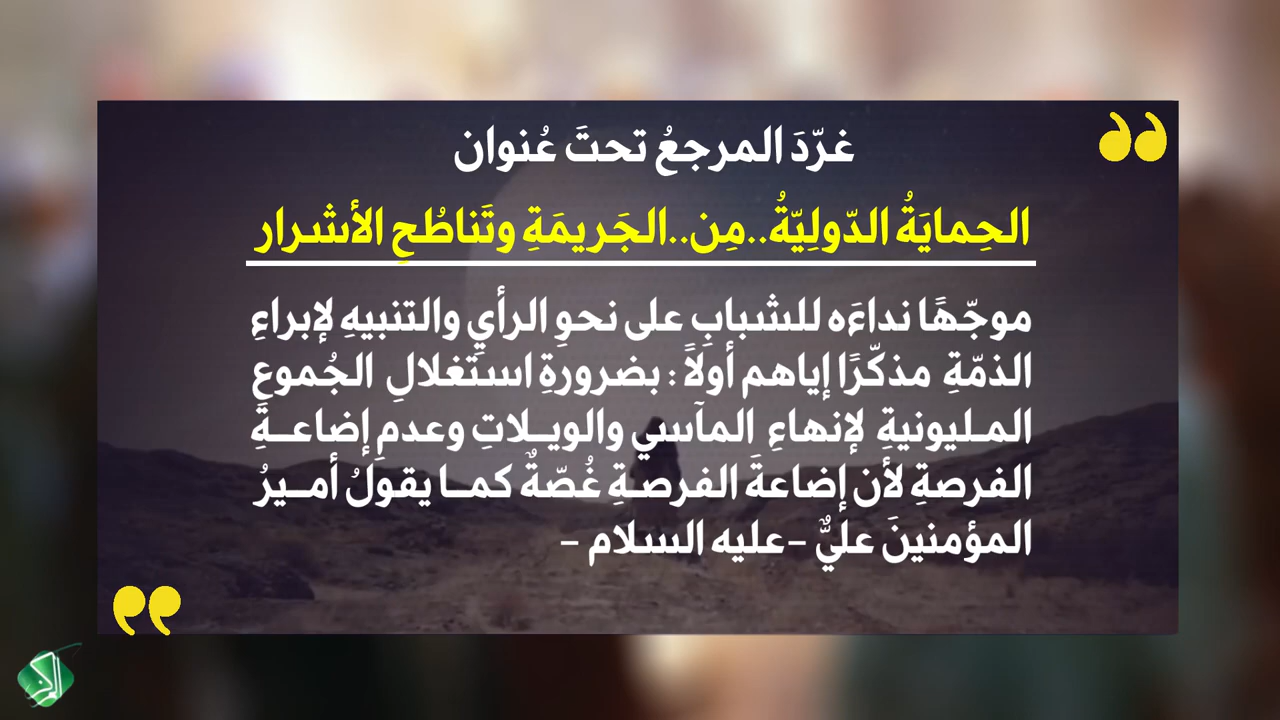 غرّدَ المرجعُ تحتَ عُنوان
الحِمايَةُ الدّولِيّةُ..مِن..الجَريمَةِ وتَناطُحِ الأشرار
موجّهًا نداءَه للشبابِ على نحوِ الرأيِ والتنبيهِ لإبراءِ
الذمّةِ مذكّرًا إياهم أولاً : بضرورةِ استغلالِ الجُموعِ
المـليونيةِ لإنهاءِ المآسي والويـلاتِ وعدمِ إضاعـةِ
الفرصةِ لأن إضاعةَ الفرصـةِ غُصّةٌ كمـا يقولُ أمـيرُ
المؤمنينَ عليٌّ –عليه السلام –